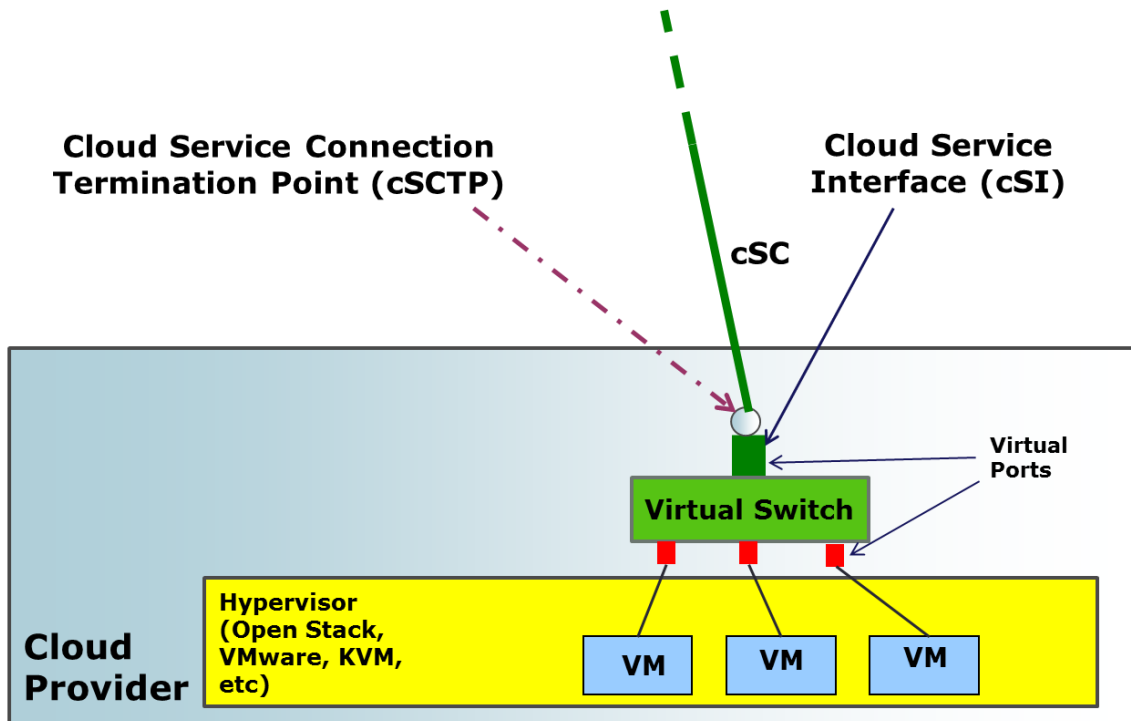 Cloud Service Connection
Termination Point (cSCTP)
Cloud Service
Interface (cSI)
cSC
Virtual
Ports
Virtual Switch
Hypervisor
(Open Stack,
VMware, KVM,
etc)
VM
VM
VM
Cloud
Provider